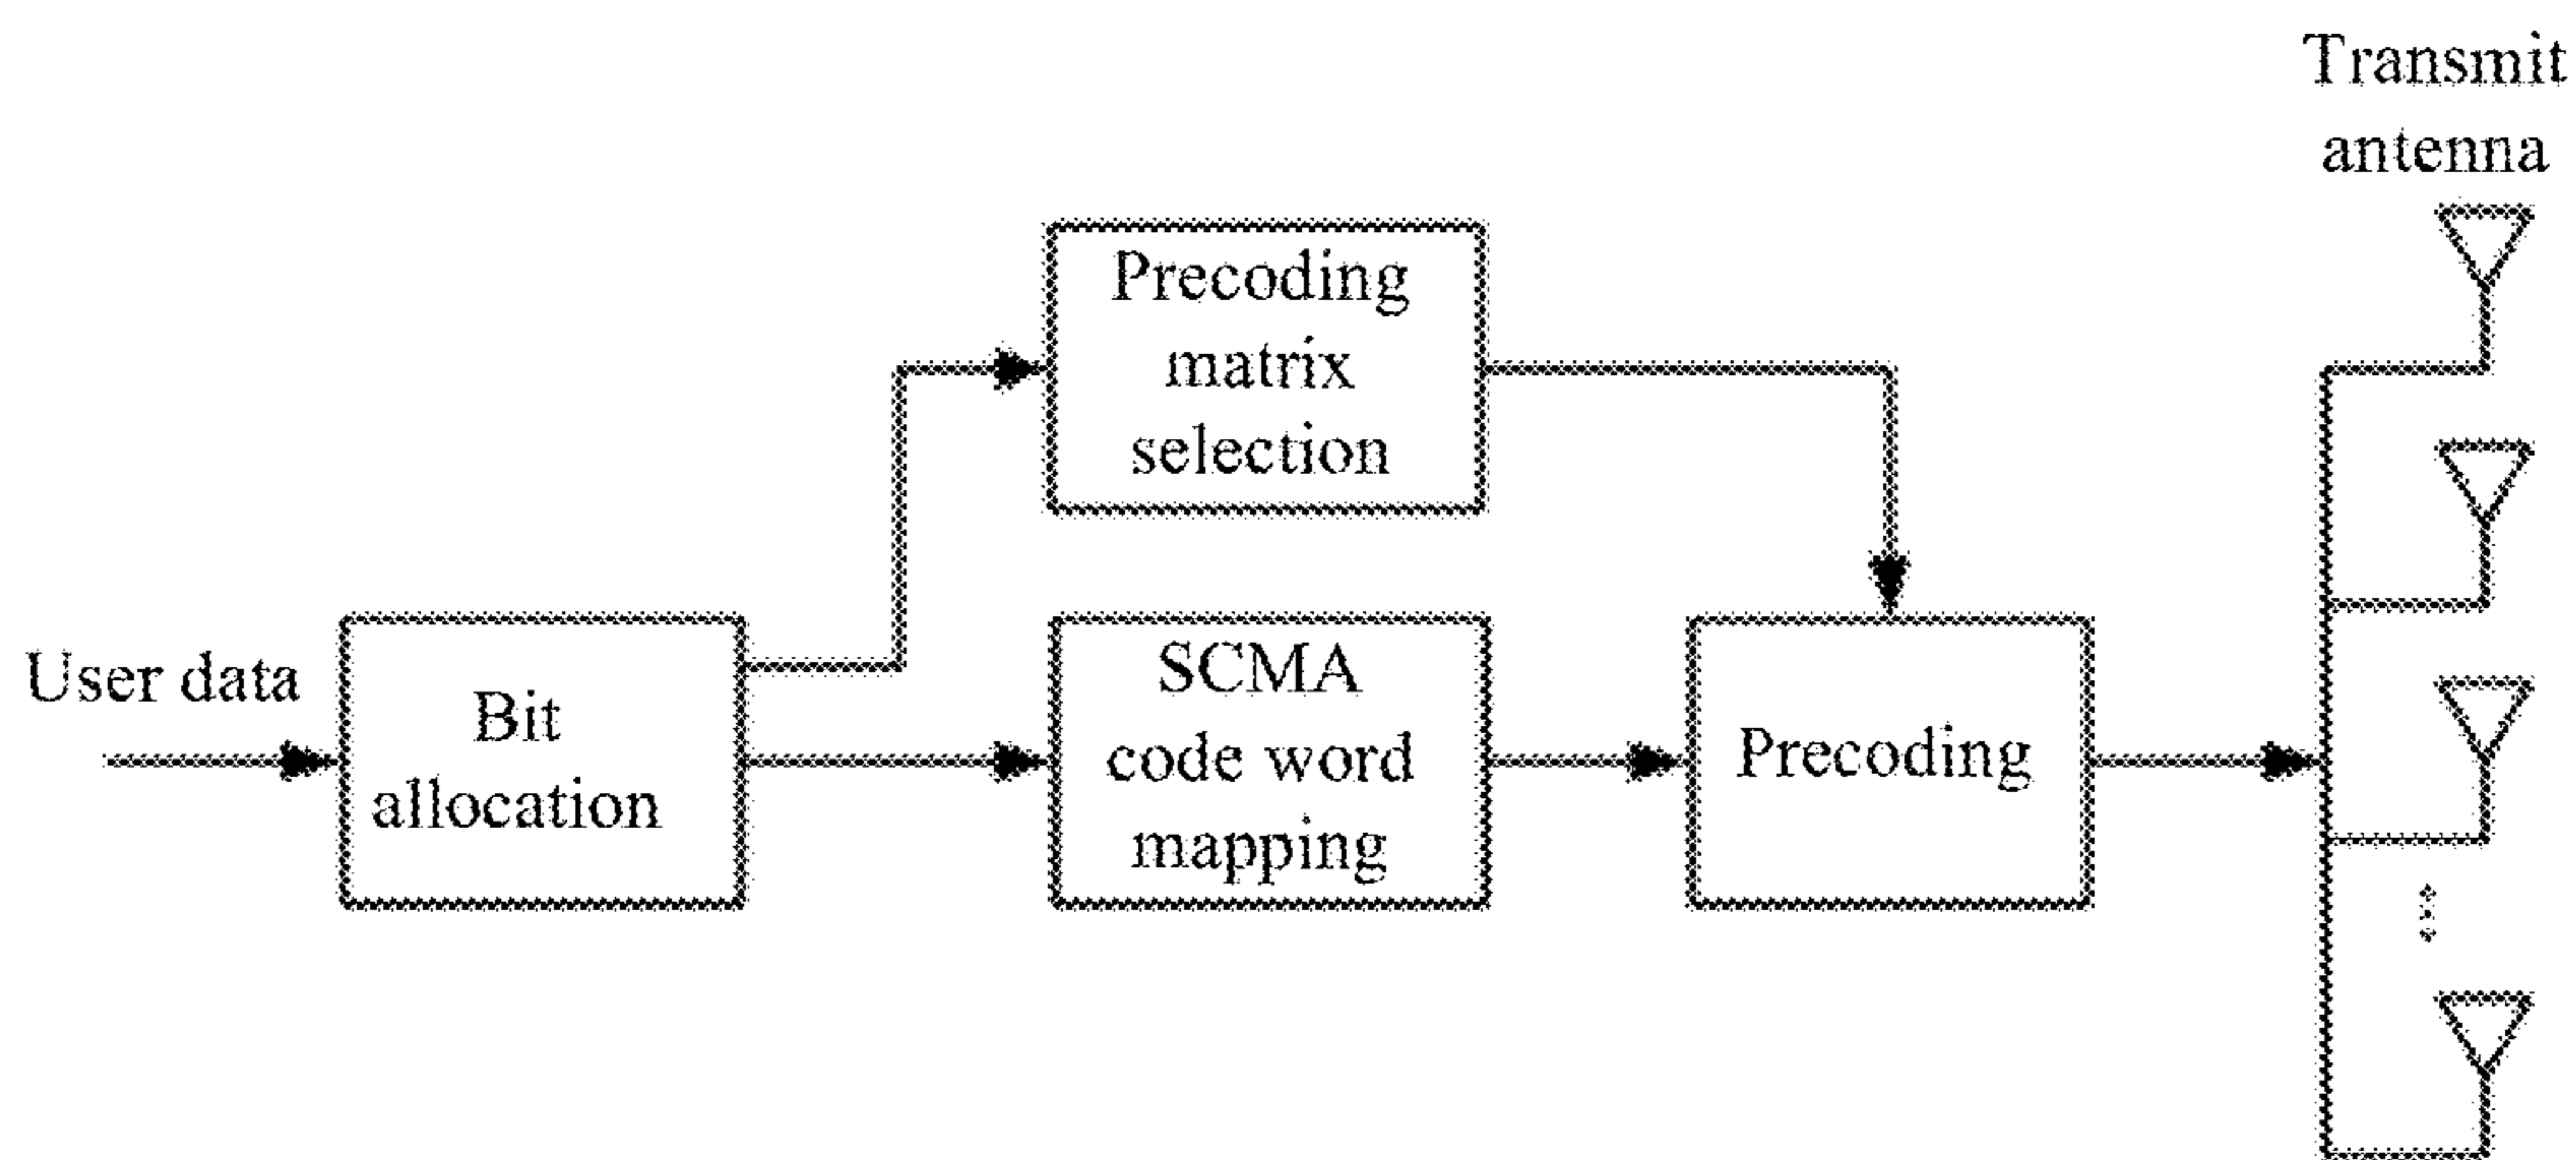 Transmit
antenna
Precoding
matrix
selection
User data
Bit
allocation
SCMA
code word
mapping
Precoding